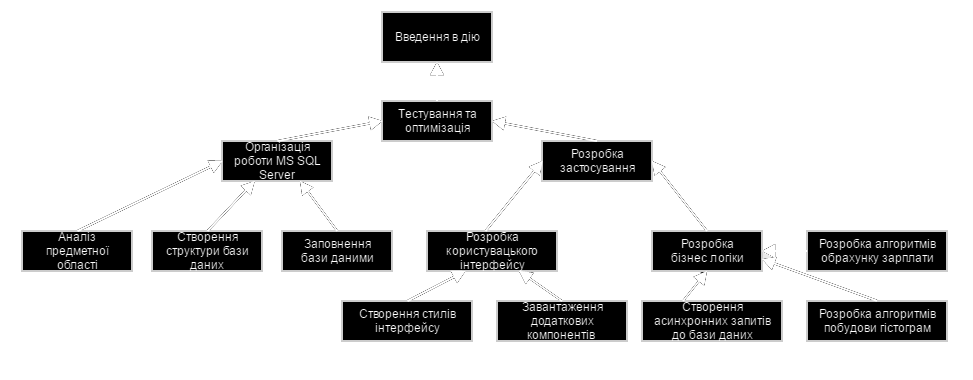 Введення в дію
Тестування та
оптимізація
Організація
роботи MS SQL
Server
Розробка
застосування
Аналіз
предметної
області
Створення
структури бази
даних
Заповнення
бази даними
Розробка
користувацького
інтерфейсу
Розробка
бізнес логіки
Розробка алгоритмів
обрахунку зарплати
Створення стилів
інтерфейсу
Завантаження
додаткових
компонентів
Створення
асинхронних запитів
до бази даних
Розробка алгоритмів
побудови гістограм